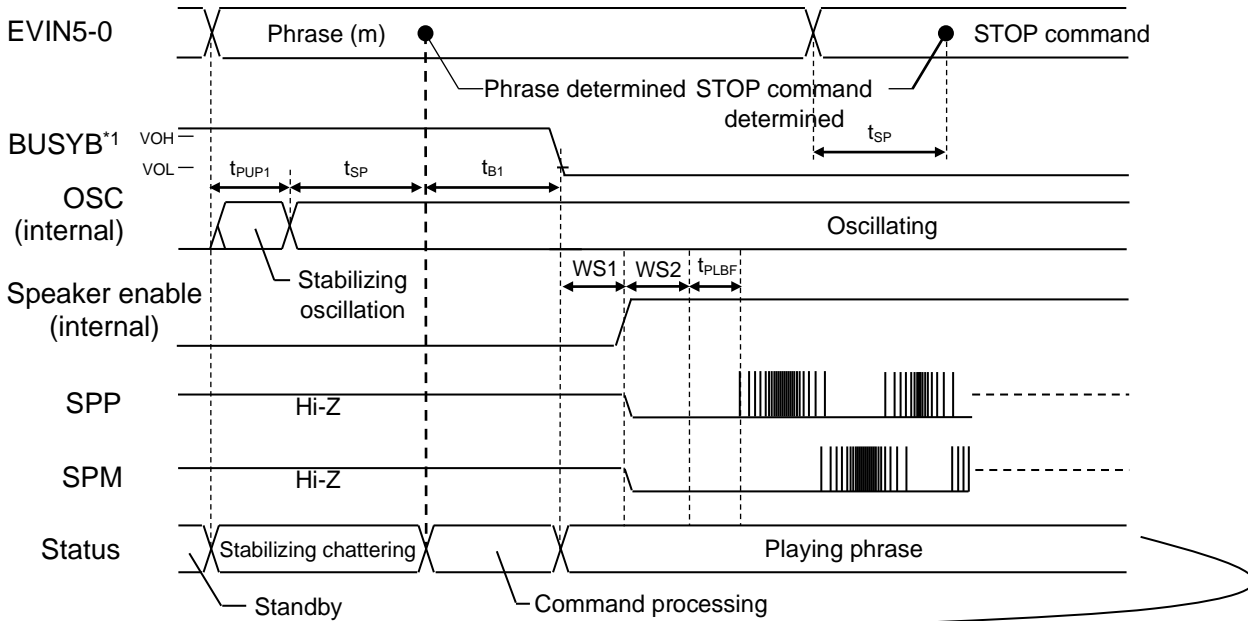 EVIN5-0
Phrase (m)
STOP command
Phrase determined
STOP command
determined
BUSYB*1
VOH
VOL
tPUP1
tSP
tB1
tSP
OSC
(internal)
Oscillating
Stabilizing
oscillation
WS1
WS2
tPLBF
Speaker enable
(internal)
SPP
Hi-Z
SPM
Hi-Z
Status
Stabilizing chattering
Playing phrase
Standby
Command processing